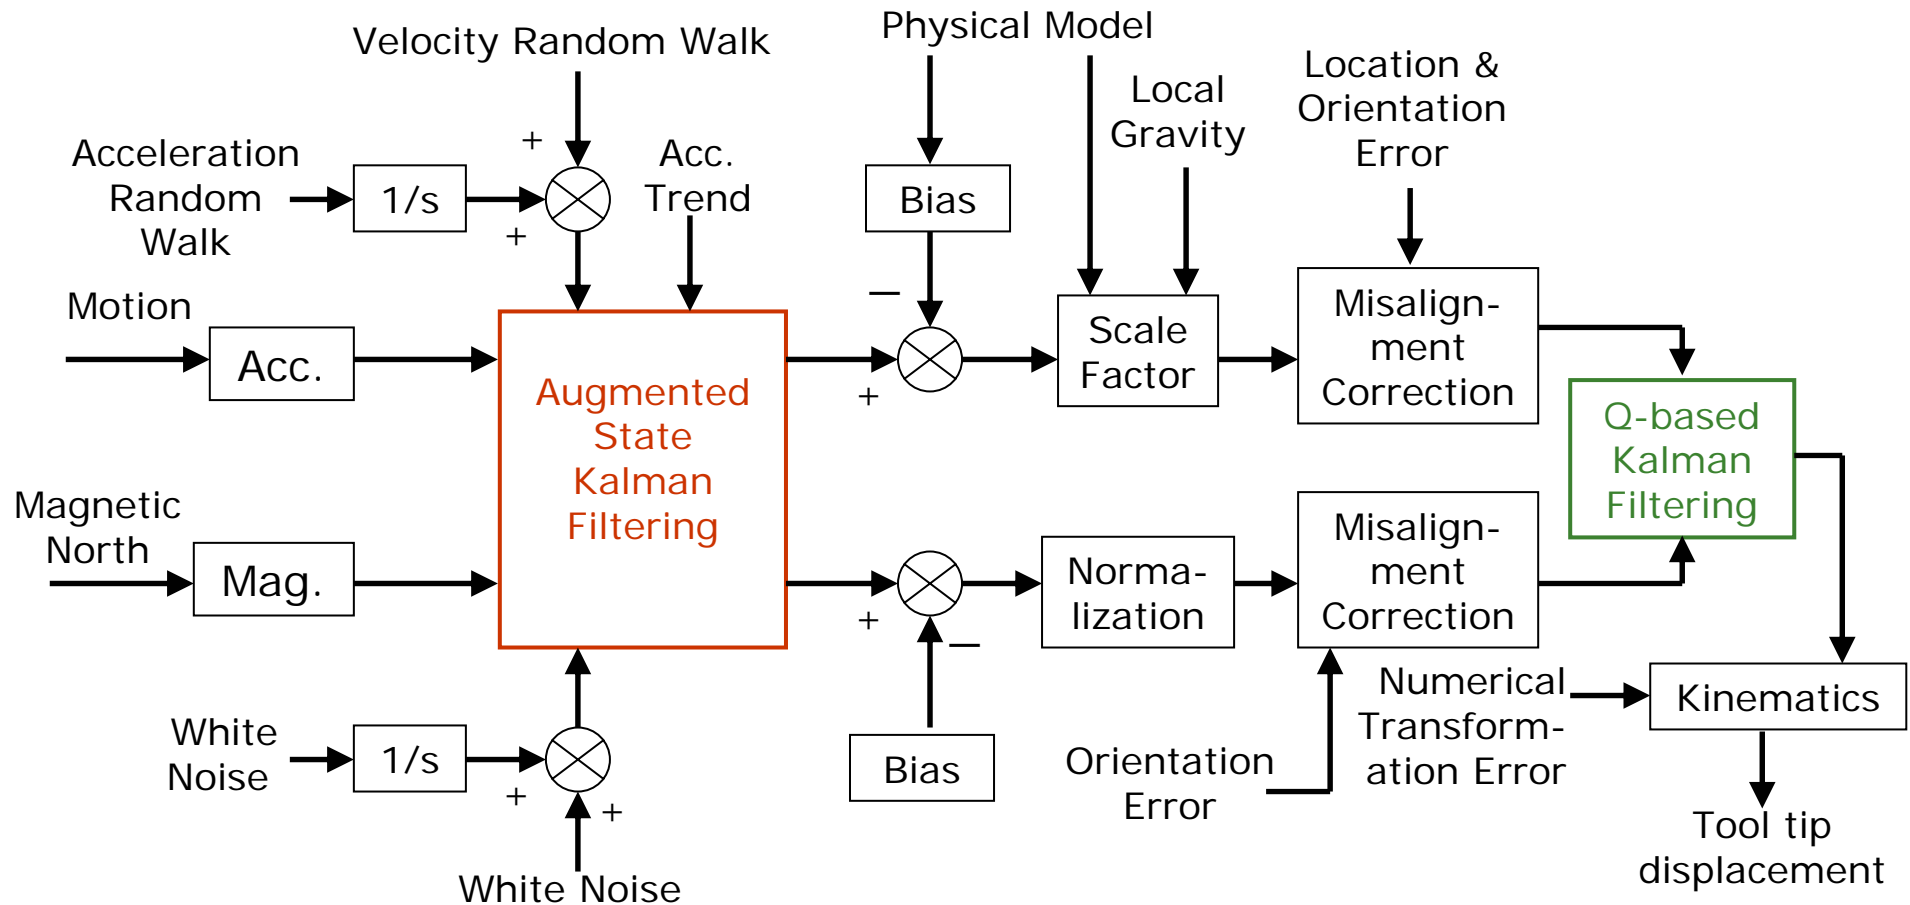 Velocity Random Walk
Physical Model
Location &
Orientation
Error
Local
Gravity
Acceleration
Random
Walk
1/s
+
+
Acc.
Trend
Bias
Motion
Acc.
Augmented
State
Kalman
Filtering
—
+
Scale
Factor
Misalign-
ment
Correction
Q-based
Kalman
Filtering
Magnetic
North
Mag.
+
—
Norma-
lization
Misalign-
ment
Correction
White
Noise
1/s
+
+
White Noise
Bias
Orientation
Error
Numerical
Transform-
ation Error
Kinematics
Tool tip
displacement